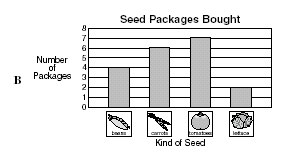 Seed Packages Bought
8
7
6
5
4
3
2
1
0
Number
of
Packages
B
beans carrots tomatoes lettuce
Kind of Seed